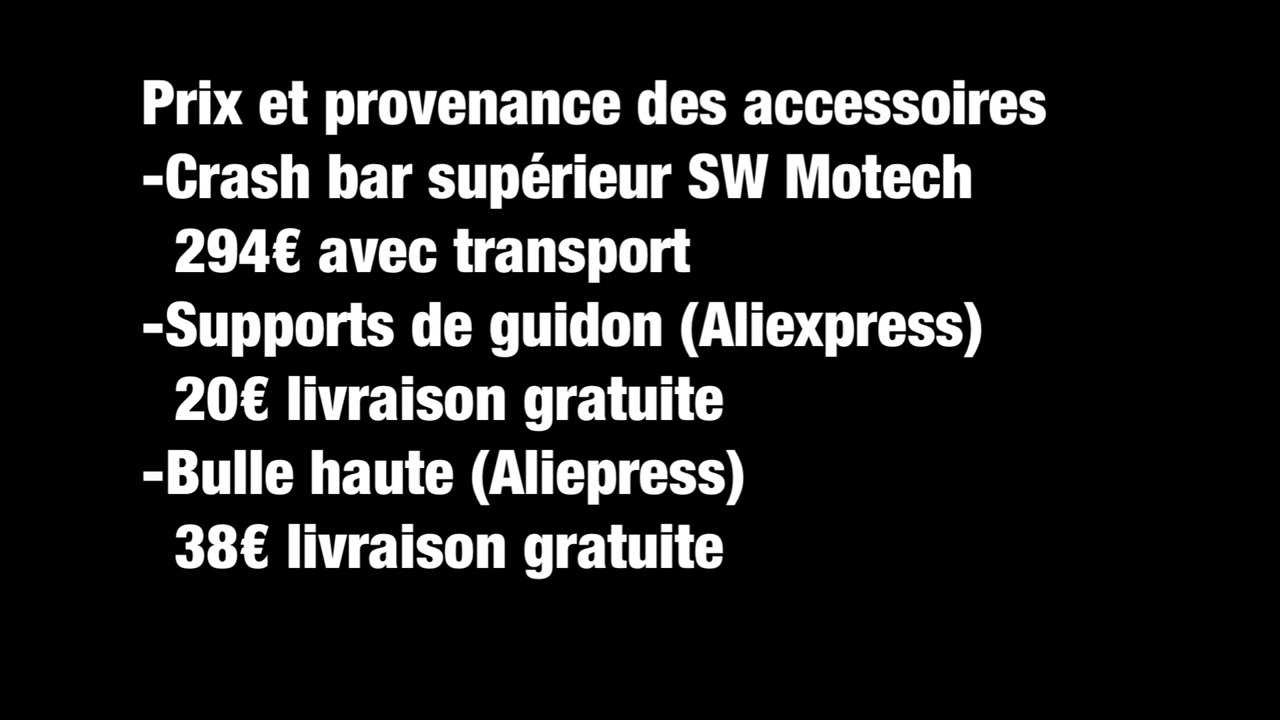 Prix et provenance des accessoires
-Crash bar supérieur SW Motech
294€ avec transport
-Supports de guidon (Aliexpress)
20€ livraison gratuite
-Bulle haute (Aliepress)
38€ livraison gratuite